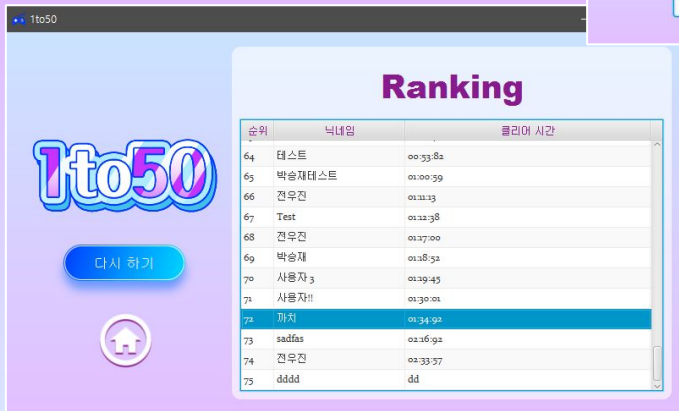 1to50
1to50
다시 하기
Ranking
순위 닉네임 클리어 시간
64 테스트 00:53:82
65 박승재테스트 01:00:59
66 전우진 01:11:13
67 Test 01:12:38
68 전우진 01:17:00
69 박승재 01:18:52
70 사용자 3 01:19:45
71 사용자!! 01:30:01
72 까치 01:34:92
73 sadfas 02:16:92
74 전우진 02:33:57
75 dddd dd